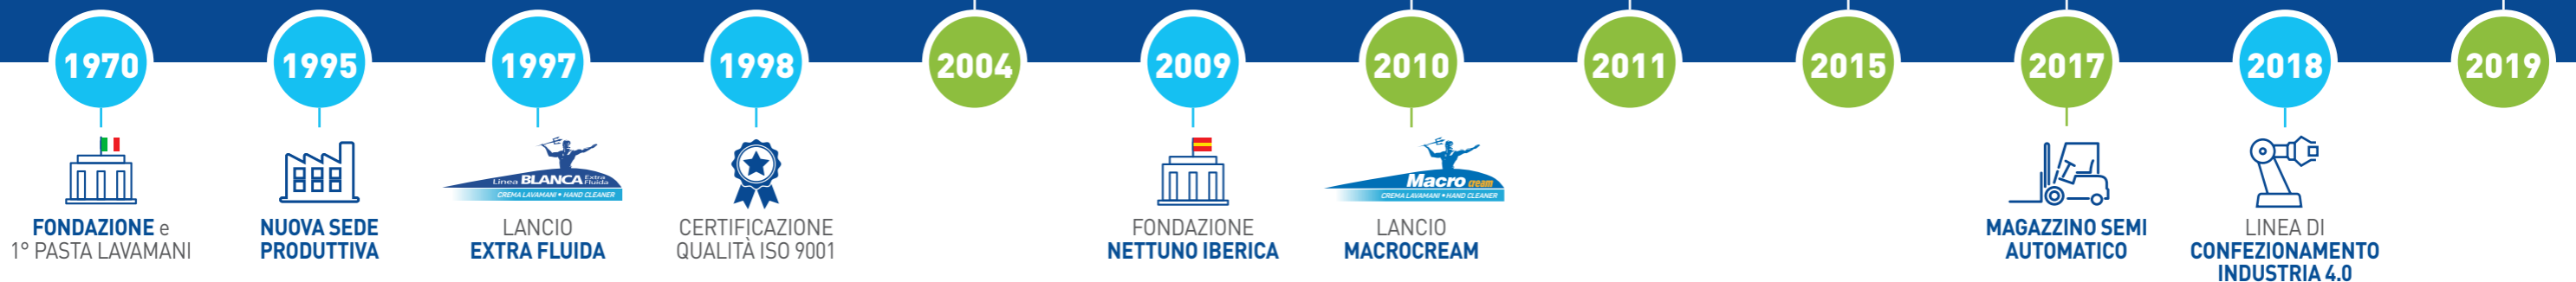 1970
1995
1997
1998
2004
2009
2010
2011
2015
2017
2018
2019
FONDAZIONE e
1° PASTA LAVAMANI
NUOVA SEDE
PRODUTTIVA
Linea BLANCA Extra Fluida
CREMA LAVAMANI • HAND CLEANER
LANCIO
EXTRA FLUIDA
CERTIFICAZIONE
QUALITÀ ISO 9001
FONDAZIONE
NETTUNO IBERICA
Macro cream
CREMA LAVAMANI • HAND CLEANER
LANCIO
MACROCREAM
MAGAZZINO SEMI
AUTOMATICO
LINEA DI
CONFEZIONAMENTO
INDUSTRIA 4.0